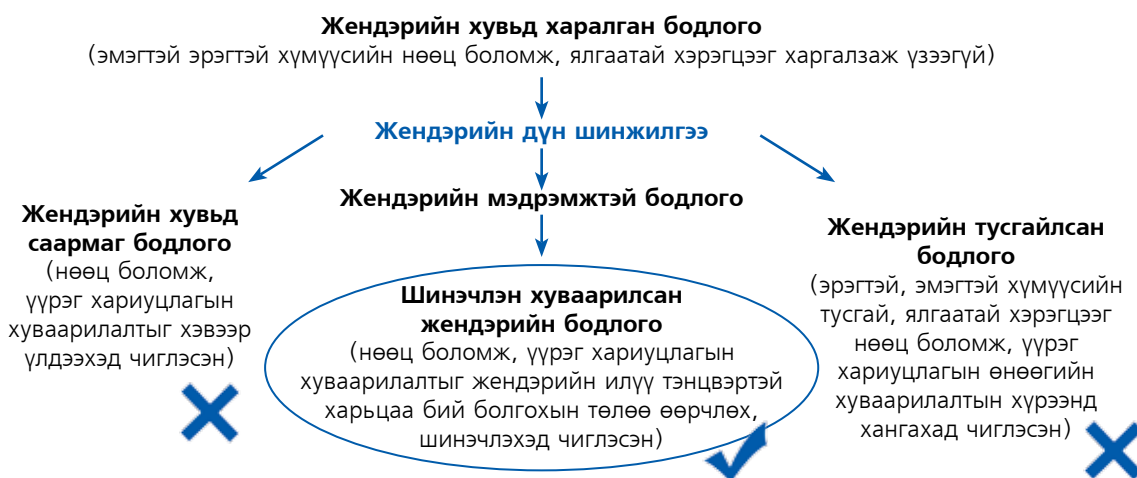 Жендэрийн хувьд харалган бодлого
(эмэгтэй эрэгтэй хүмүүсийн нөөц боломж, ялгаатай хэрэгцээг харгалзаж үзээгүй)
Жендэрийн дүн шинжилгээ
Жендэрийн хувьд
саармаг бодлого
(нөөц боломж,
үүрэг хариуцлагын
хуваарилалтыг хэвээр
үлдээхэд чиглэсэн)
Жендэрийн мэдрэмжтэй бодлого
Шинэчлэн хуваарилсан
жендэрийн бодлого
(нөөц боломж, үүрэг хариуцлагын
хуваарилалтыг жендэрийн илүү тэнцвэртэй
харьцаа бий болгохын төлөө өөрчлөх,
шинэчлэхэд чиглэсэн)
Жендэрийн тусгайлсан
бодлого
(эрэгтэй, эмэгтэй хүмүүсийн
тусгай, ялгаатай хэрэгцээг
нөөц боломж, үүрэг
хариуцлагын өнөөгийн
хуваарилалтын хүрээнд
хангахад чиглэсэн)